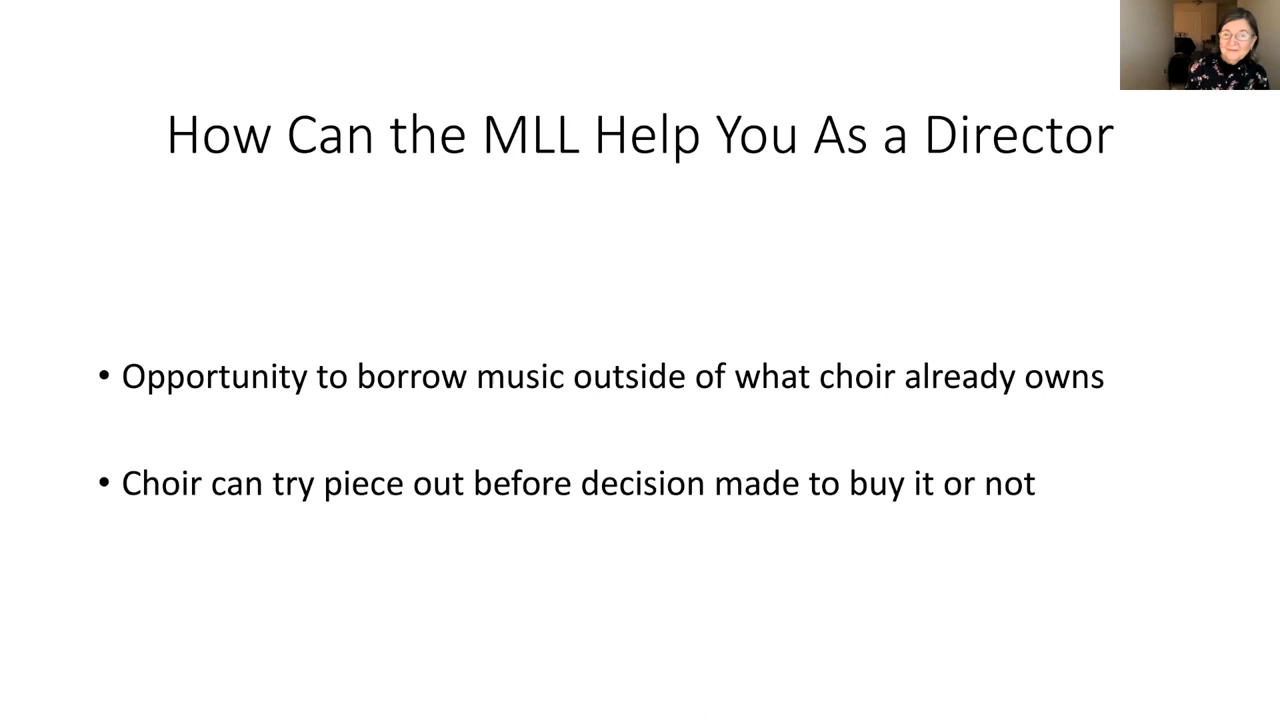 How Can the MLL Help You As a Director
• Opportunity to borrow music outside of what choir already owns
• Choir can try piece out before decision made to buy it or not